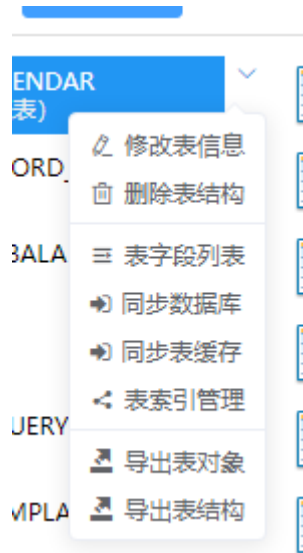 ENDAR
表)
修改表信息
ORD_
删除表结构
BALA
表字段列表
同步数据库
同步表缓存
表索引管理
UERY
导出表对象
MPLA
导出表结构